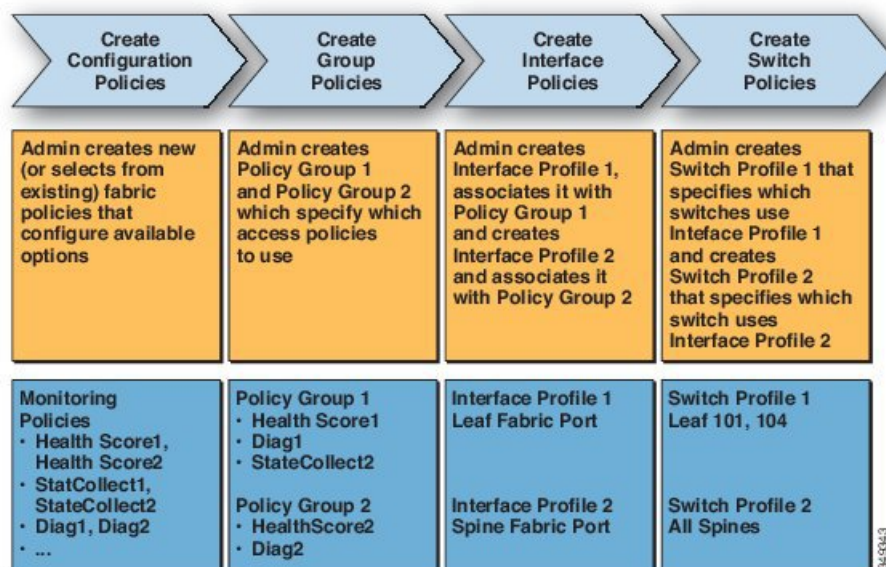 Create
Configuration
Policies
Create
Group
Policies
Create
Interface
Policies
Create
Switch
Policies
Admin creates new
(or selects from
existing) fabric
policies that
configure available
options
Admin creates
Policy Group 1
and Policy Group 2
which specify which
access policies
to use
Admin creates
Interface Profile 1,
associates it with
Policy Group 1
and creates
Interface Profile 2
and associates it
with Policy Group 2
Admin creates
Switch Profile 1 that
specifies which
switches use
Inteface Profile 1
and creates
Switch Profile 2
that specifies which
switch uses
Interface Profile 2
Monitoring
Policies
• Health Score1,
Health Score2
• StatCollect1,
StateCollect2
• Diag1, Diag2
• ...
Policy Group 1
• Health Score1
• Diag1
• StateCollect2
Policy Group 2
• HealthScore2
• Diag2
Interface Profile 1
Leaf Fabric Port
Interface Profile 2
Spine Fabric Port
Switch Profile 1
Leaf 101, 104
Switch Profile 2
All Spines